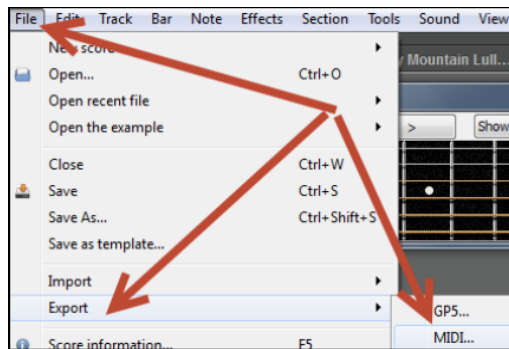 File Edit Track Bar Note Effects Section Tools Sound View
New score
Mountain Lull...
Open... Ctrl+O
Open recent file
Open the example
> Show
Close Ctrl+W
Save Ctrl+S
Save As... Ctrl+Shift+S
Save as template...
Import
Export
GP5...
MIDI...
Score information... F5